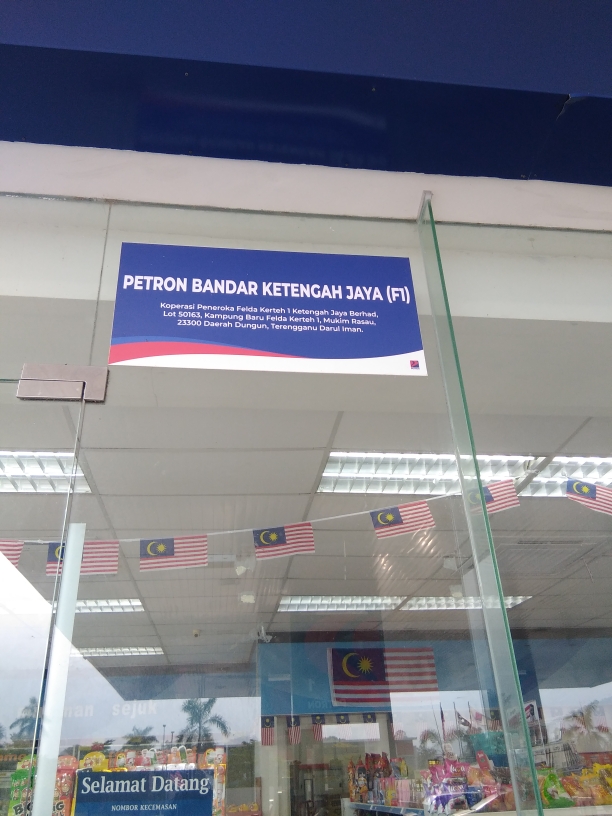 PETRON BANDAR KETENGAH JAYA (F1)
Koperasi Peneroka Felda Kerteh 1 Ketengah Jaya Berhad,
Lot 50163, Kampung Baru Felda Kerteh 1, Mukim Rasau,
23300 Daerah Dungun, Terengganu Darul Iman.
sejuk
Selamat Datang
NOMBOR KECEMASAN